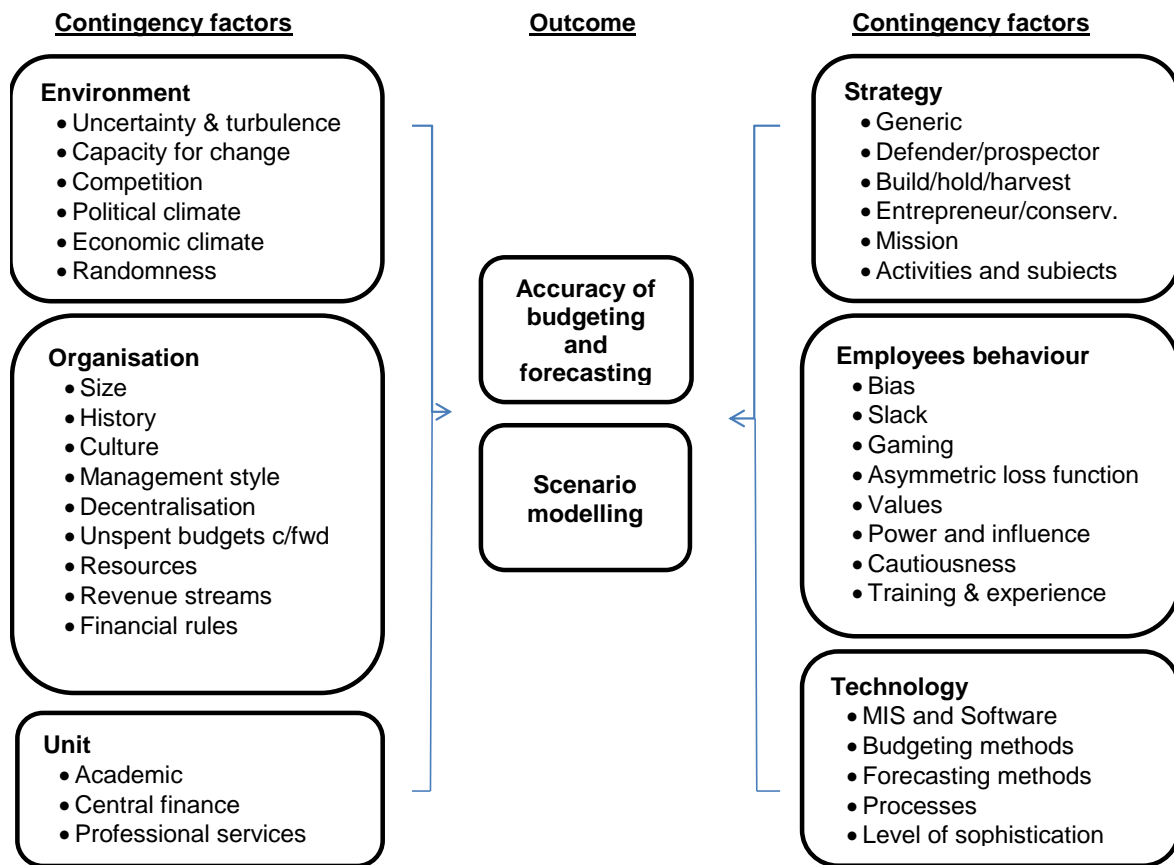 Contingency factors
Environment
• Uncertainty & turbulence
• Capacity for change
• Competition
• Political climate
• Economic climate
• Randomness
Organisation
• Size
• History
• Culture
• Management style
• Decentralisation
• Unspent budgets c/fwd
• Resources
• Revenue streams
• Financial rules
Unit
• Academic
• Central finance
• Professional services
Outcome
Accuracy of
budgeting
and
forecasting
Scenario
modelling
Contingency factors
Strategy
• Generic
• Defender/prospector
• Build/hold/harvest
• Entrepreneur/conserv.
• Mission
• Activities and subjects
Employees behaviour
• Bias
• Slack
• Gaming
• Asymmetric loss function
• Values
• Power and influence
• Cautiousness
• Training & experience
Technology
• MIS and Software
• Budgeting methods
• Forecasting methods
• Processes
• Level of sophistication